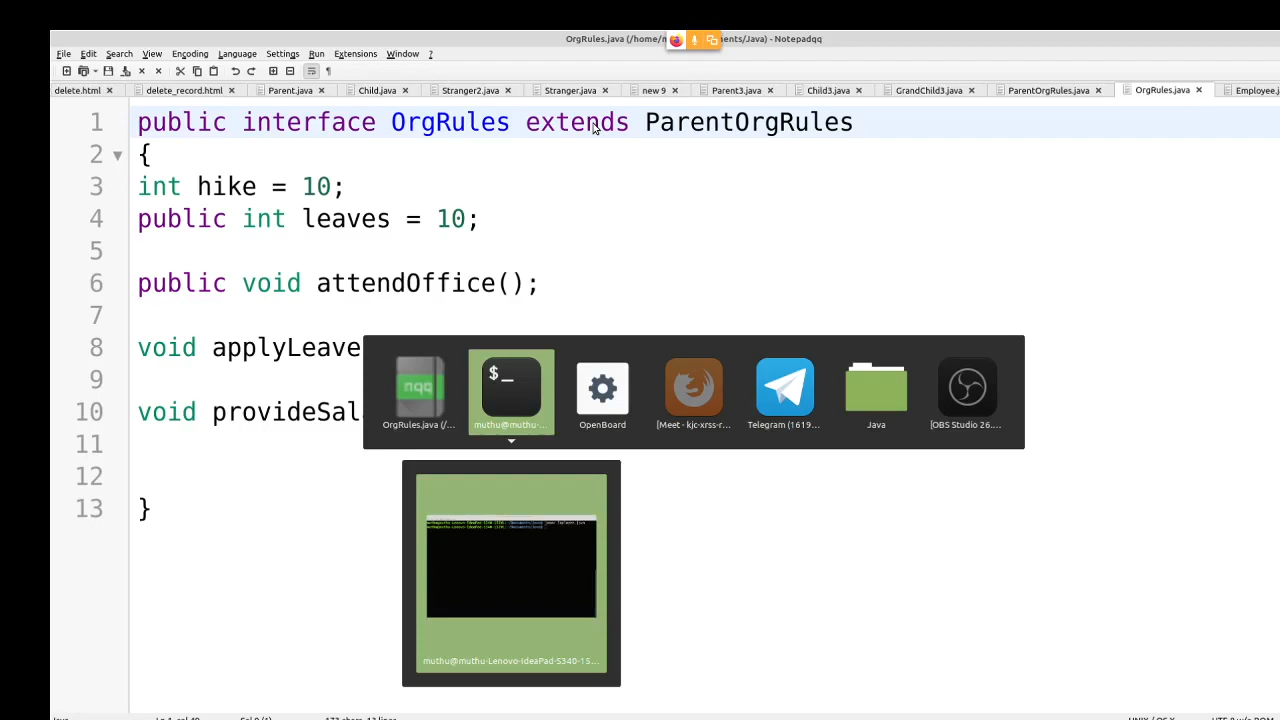 OrgRules.java (/home/m ents/Java) - Notepadqq
File Edit Search View Encoding Language Settings Run Extensions Window ?
delete.html delete_record.html Parent.java Child.java Stranger2.java Stranger.java new 9 Parent3.java Child3.java GrandChild3.java ParentOrgRules.java OrgRules.java Employee.j
1 public interface OrgRules extends ParentOrgRules
2 {
3 int hike = 10;
4 public int leaves = 10;
5
6 public void attendOffice();
7
8 void applyLeave
9
10 void provideSal
11
12
13 }
nqq $_
OrgRules.java (/... muthu@muthu-... OpenBoard [Meet - kjc-xrss-r... Telegram (1619... Java [OBS Studio 26....
muthu@muthu-Lenovo-IdeaPad-S340-15...